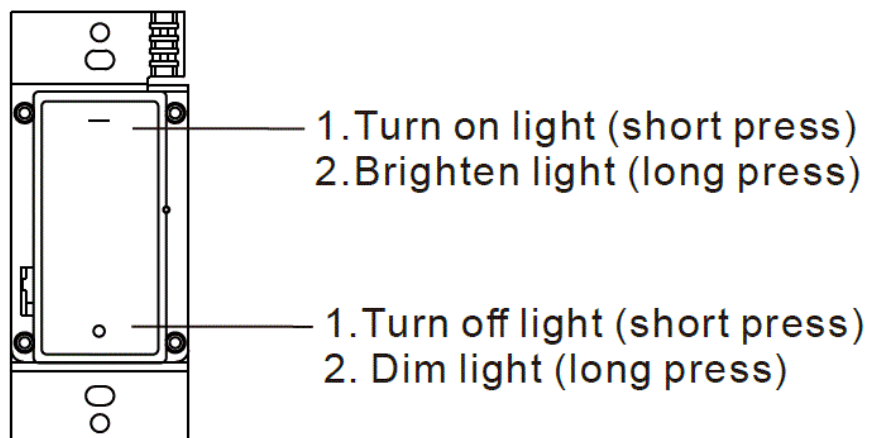 1.Turn on light (short press)
2.Brighten light (long press)
1.Turn off light (short press)
2. Dim light (long press)